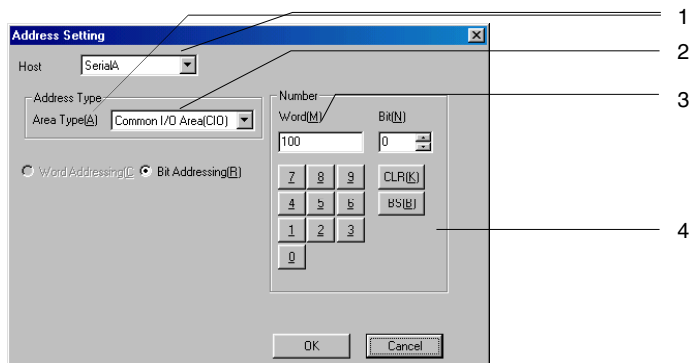 1
Address Setting
2
Host SerialA
Address Type
Number
3
Area Type(A) Common I/O Area(CIO)
Word(M) Bit(N)
100 0
Word Addressing(C Bit Addressing(R)
7 8 9 CLR(K)
4 5 6 BS(B)
4
1 2 3
0
OK Cancel